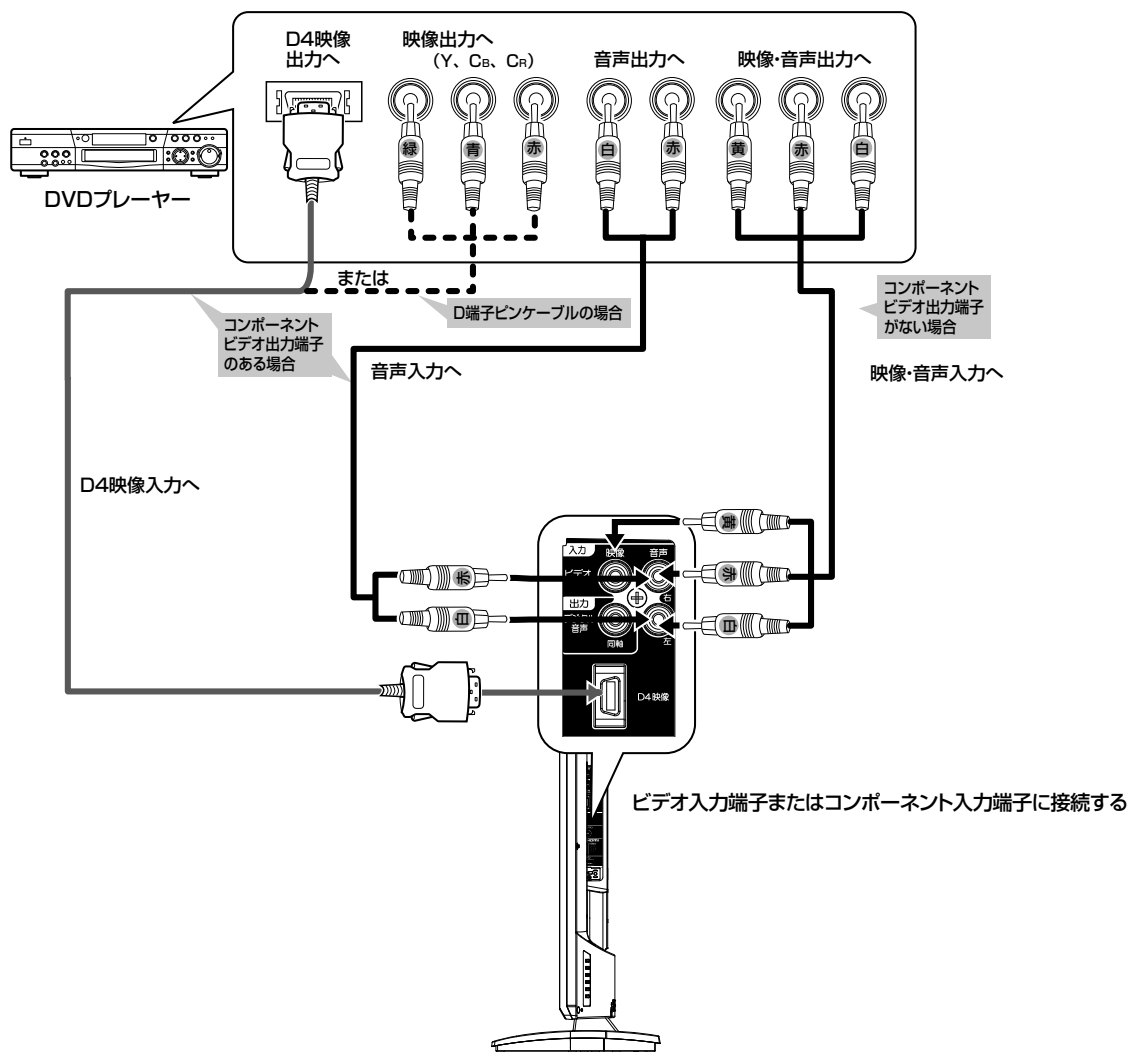 D4映像
出力へ
映像出力へ
（Y、CB、CR）
音声出力へ
映像・音声出力へ
緑
青
赤
白
赤
黄
赤
白
DVDプレーヤー
または
D端子ピンケーブルの場合
コンポーネント
ビデオ出力端子
のある場合
コンポーネント
ビデオ出力端子
がない場合
音声入力へ
映像・音声入力へ
D4映像入力へ
黄
入力
映像
音声
ビデオ
赤
赤
右
出力
白
音声
白
同軸
左
D4映像
ビデオ入力端子またはコンポーネント入力端子に接続する